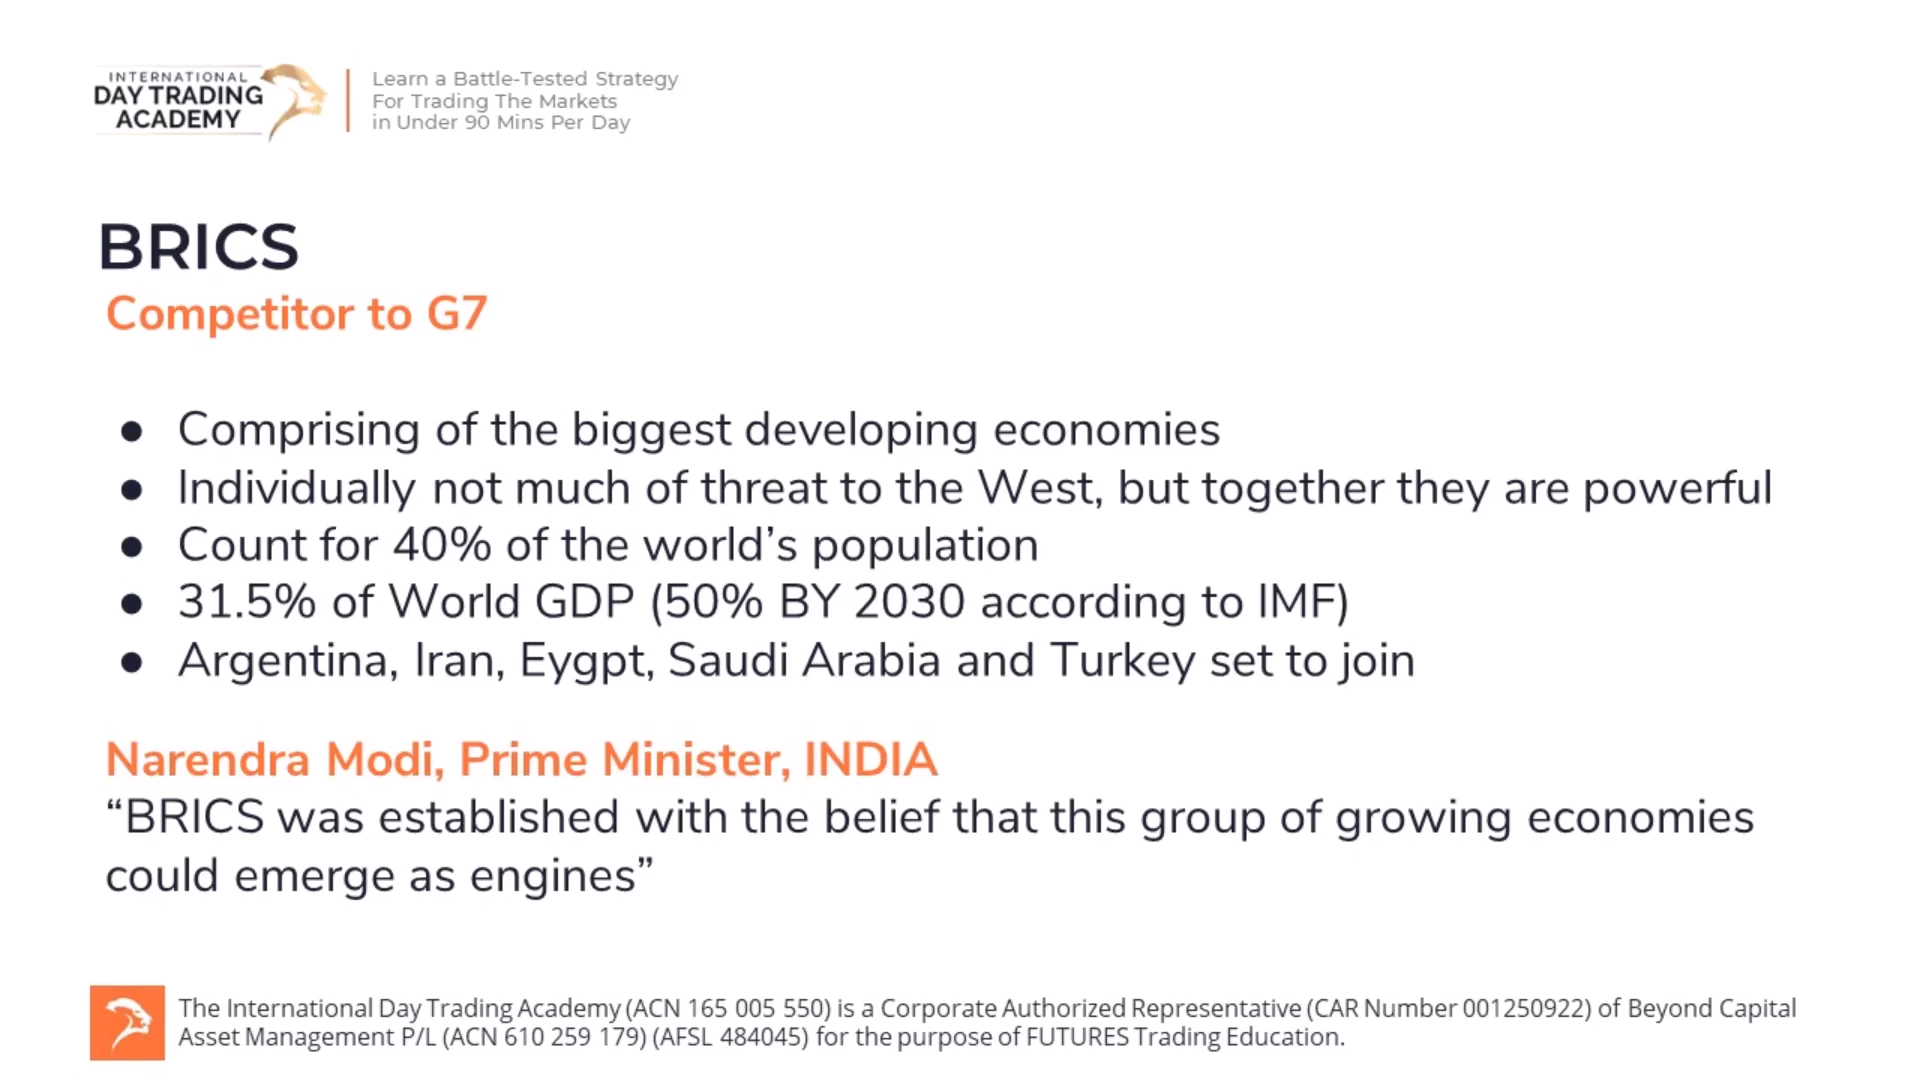 INTERNATIONAL
DAY TRADING
ACADEMY
Learn a Battle-Tested Strategy
For Trading The Markets
in Under 90 Mins Per Day
BRICS
Competitor to G7
● Comprising of the biggest developing economies
● Individually not much of threat to the West, but together they are powerful
● Count for 40% of the world’s population
● 31.5% of World GDP (50% BY 2030 according to IMF)
● Argentina, Iran, Eygpt, Saudi Arabia and Turkey set to join
Narendra Modi, Prime Minister, INDIA
“BRICS was established with the belief that this group of growing economies
could emerge as engines”
The International Day Trading Academy (ACN 165 005 550) is a Corporate Authorized Representative (CAR Number 001250922) of Beyond Capital
Asset Management P/L (ACN 610 259 179) (AFSL 484045) for the purpose of FUTURES Trading Education.